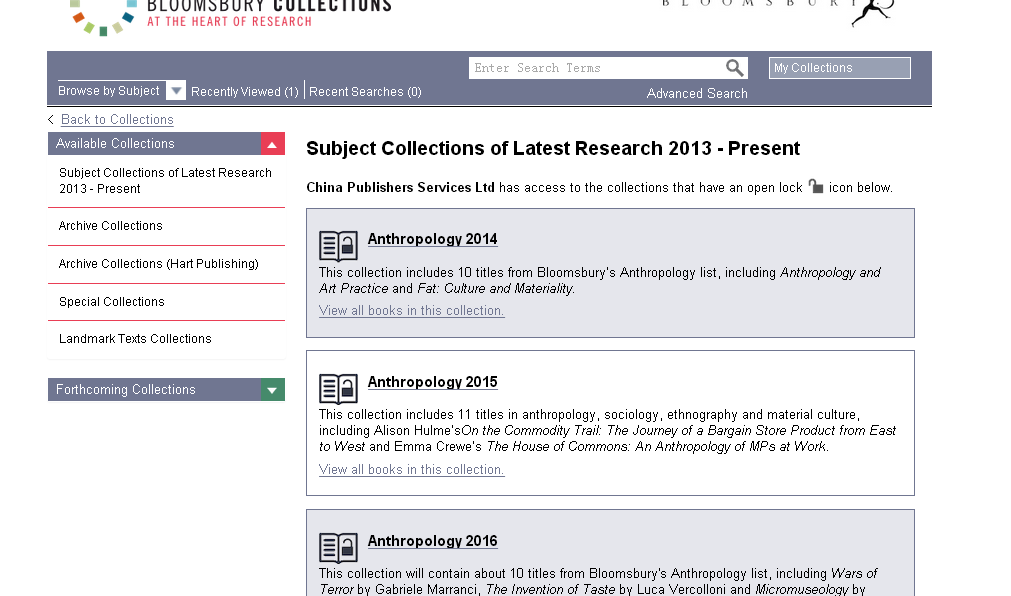 BLOOMSBURY COLLECTIONS
AT THE HEART OF RESEARCH
BLOOMSBURY
Enter Search Terms
My Collections
Browse by Subject
Recently Viewed (1)
Recent Searches (0)
Advanced Search
< Back to Collections
Available Collections
Subject Collections of Latest Research
2013 - Present
Archive Collections
Archive Collections (Hart Publishing)
Special Collections
Landmark Texts Collections
Forthcoming Collections
Subject Collections of Latest Research 2013 - Present
China Publishers Services Ltd has access to the collections that have an open lock icon below.
Anthropology 2014
This collection includes 10 titles from Bloomsbury's Anthropology list, including Anthropology and
Art Practice and Fat: Culture and Materiality.
View all books in this collection.
Anthropology 2015
This collection includes 11 titles in anthropology, sociology, ethnography and material culture,
including Alison Hulme'sOn the Commodity Trail: The Journey of a Bargain Store Product from East
to West and Emma Crewe's The House of Commons: An Anthropology of MPs at Work.
View all books in this collection.
Anthropology 2016
This collection will contain about 10 titles from Bloomsbury's Anthropology list, including Wars of
Terror by Gabriele Marranci, The Invention of Taste by Luca Vercolloni and Micromuseology by